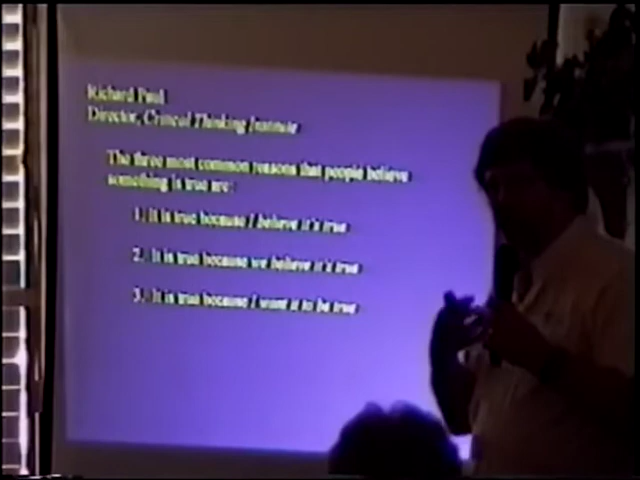 Richard Paul
Director, Critical Thinking Institute
The three most common reasons that people believe
something is true are:
1. It is true because I believe it's true
2. It is true because we believe it's true
3. It is true because I want it to be true